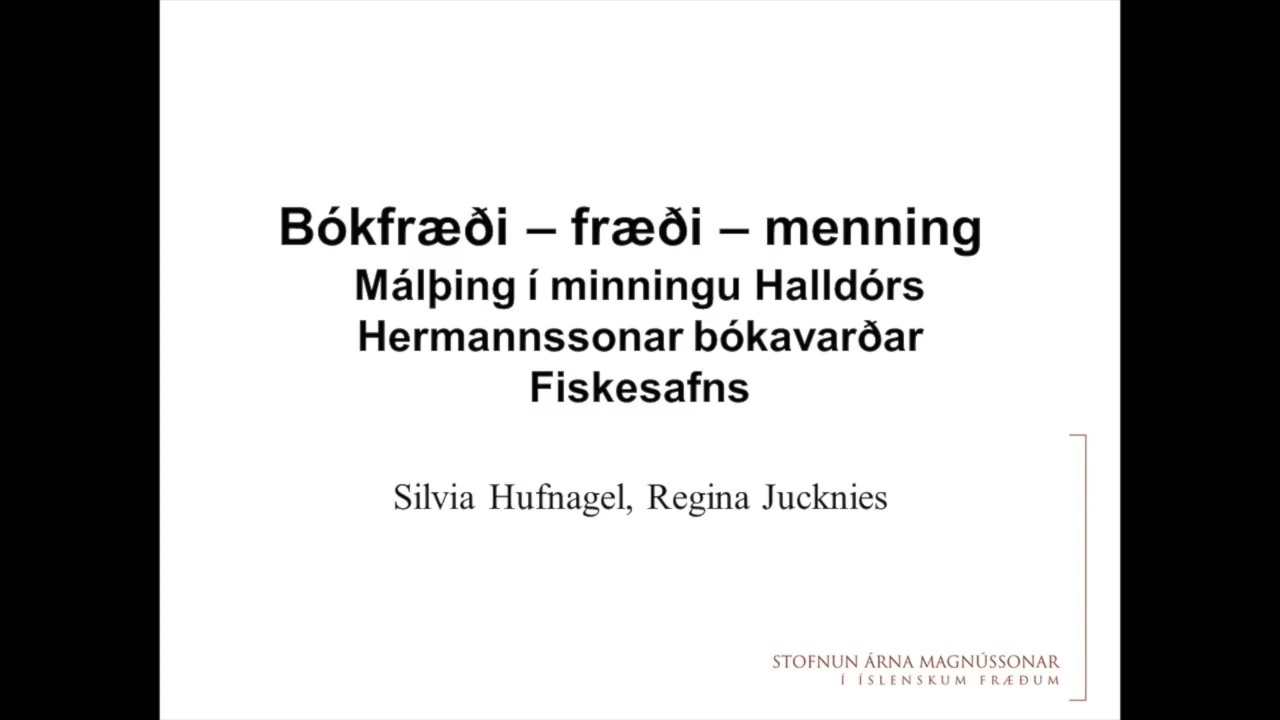 Bókfræði – fræði – menning
Málþing í minningu Halldórs
Hermannssonar bókavarðar
Fiskesafns
Silvia Hufnagel, Regina Jucknies
STOFNUN ÁRNA MAGNÚSSONAR
Í ÍSLENSKUM FRÆÐUM